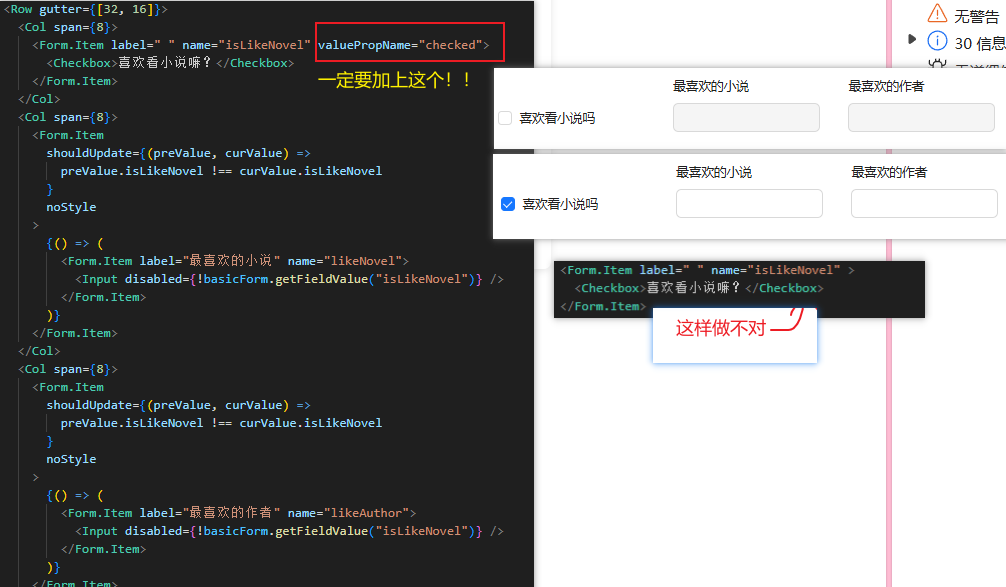 <Row gutter={[32, 16]}>
<Col span={8}>
<Form.Item label=" " name="isLikeNovel" valuePropName="checked">
<Checkbox>喜欢看小说嘛？</Checkbox>
</Form.Item>
</Col>
<Col span={8}>
<Form.Item
shouldUpdate={(preValue, curValue) =>
preValue.isLikeNovel !== curValue.isLikeNovel
}
noStyle
>
{() => (
<Form.Item label="最喜欢的小说" name="likeNovel">
<Input disabled={!basicForm.getFieldValue("isLikeNovel")} />
</Form.Item>
)}
</Form.Item>
</Col>
<Col span={8}>
<Form.Item
shouldUpdate={(preValue, curValue) =>
preValue.isLikeNovel !== curValue.isLikeNovel
}
noStyle
>
{() => (
<Form.Item label="最喜欢的作者" name="likeAuthor">
<Input disabled={!basicForm.getFieldValue("isLikeNovel")} />
</Form.Item>
)}
</Form.Item>
一定要加上这个！！
无警告
30 信息
最喜欢的小说 最喜欢的作者
喜欢看小说吗
最喜欢的小说 最喜欢的作者
喜欢看小说吗
<Form.Item label=" " name="isLikeNovel" >
<Checkbox>喜欢看小说嘛？</Checkbox>
</Form.Item>
这样做不对